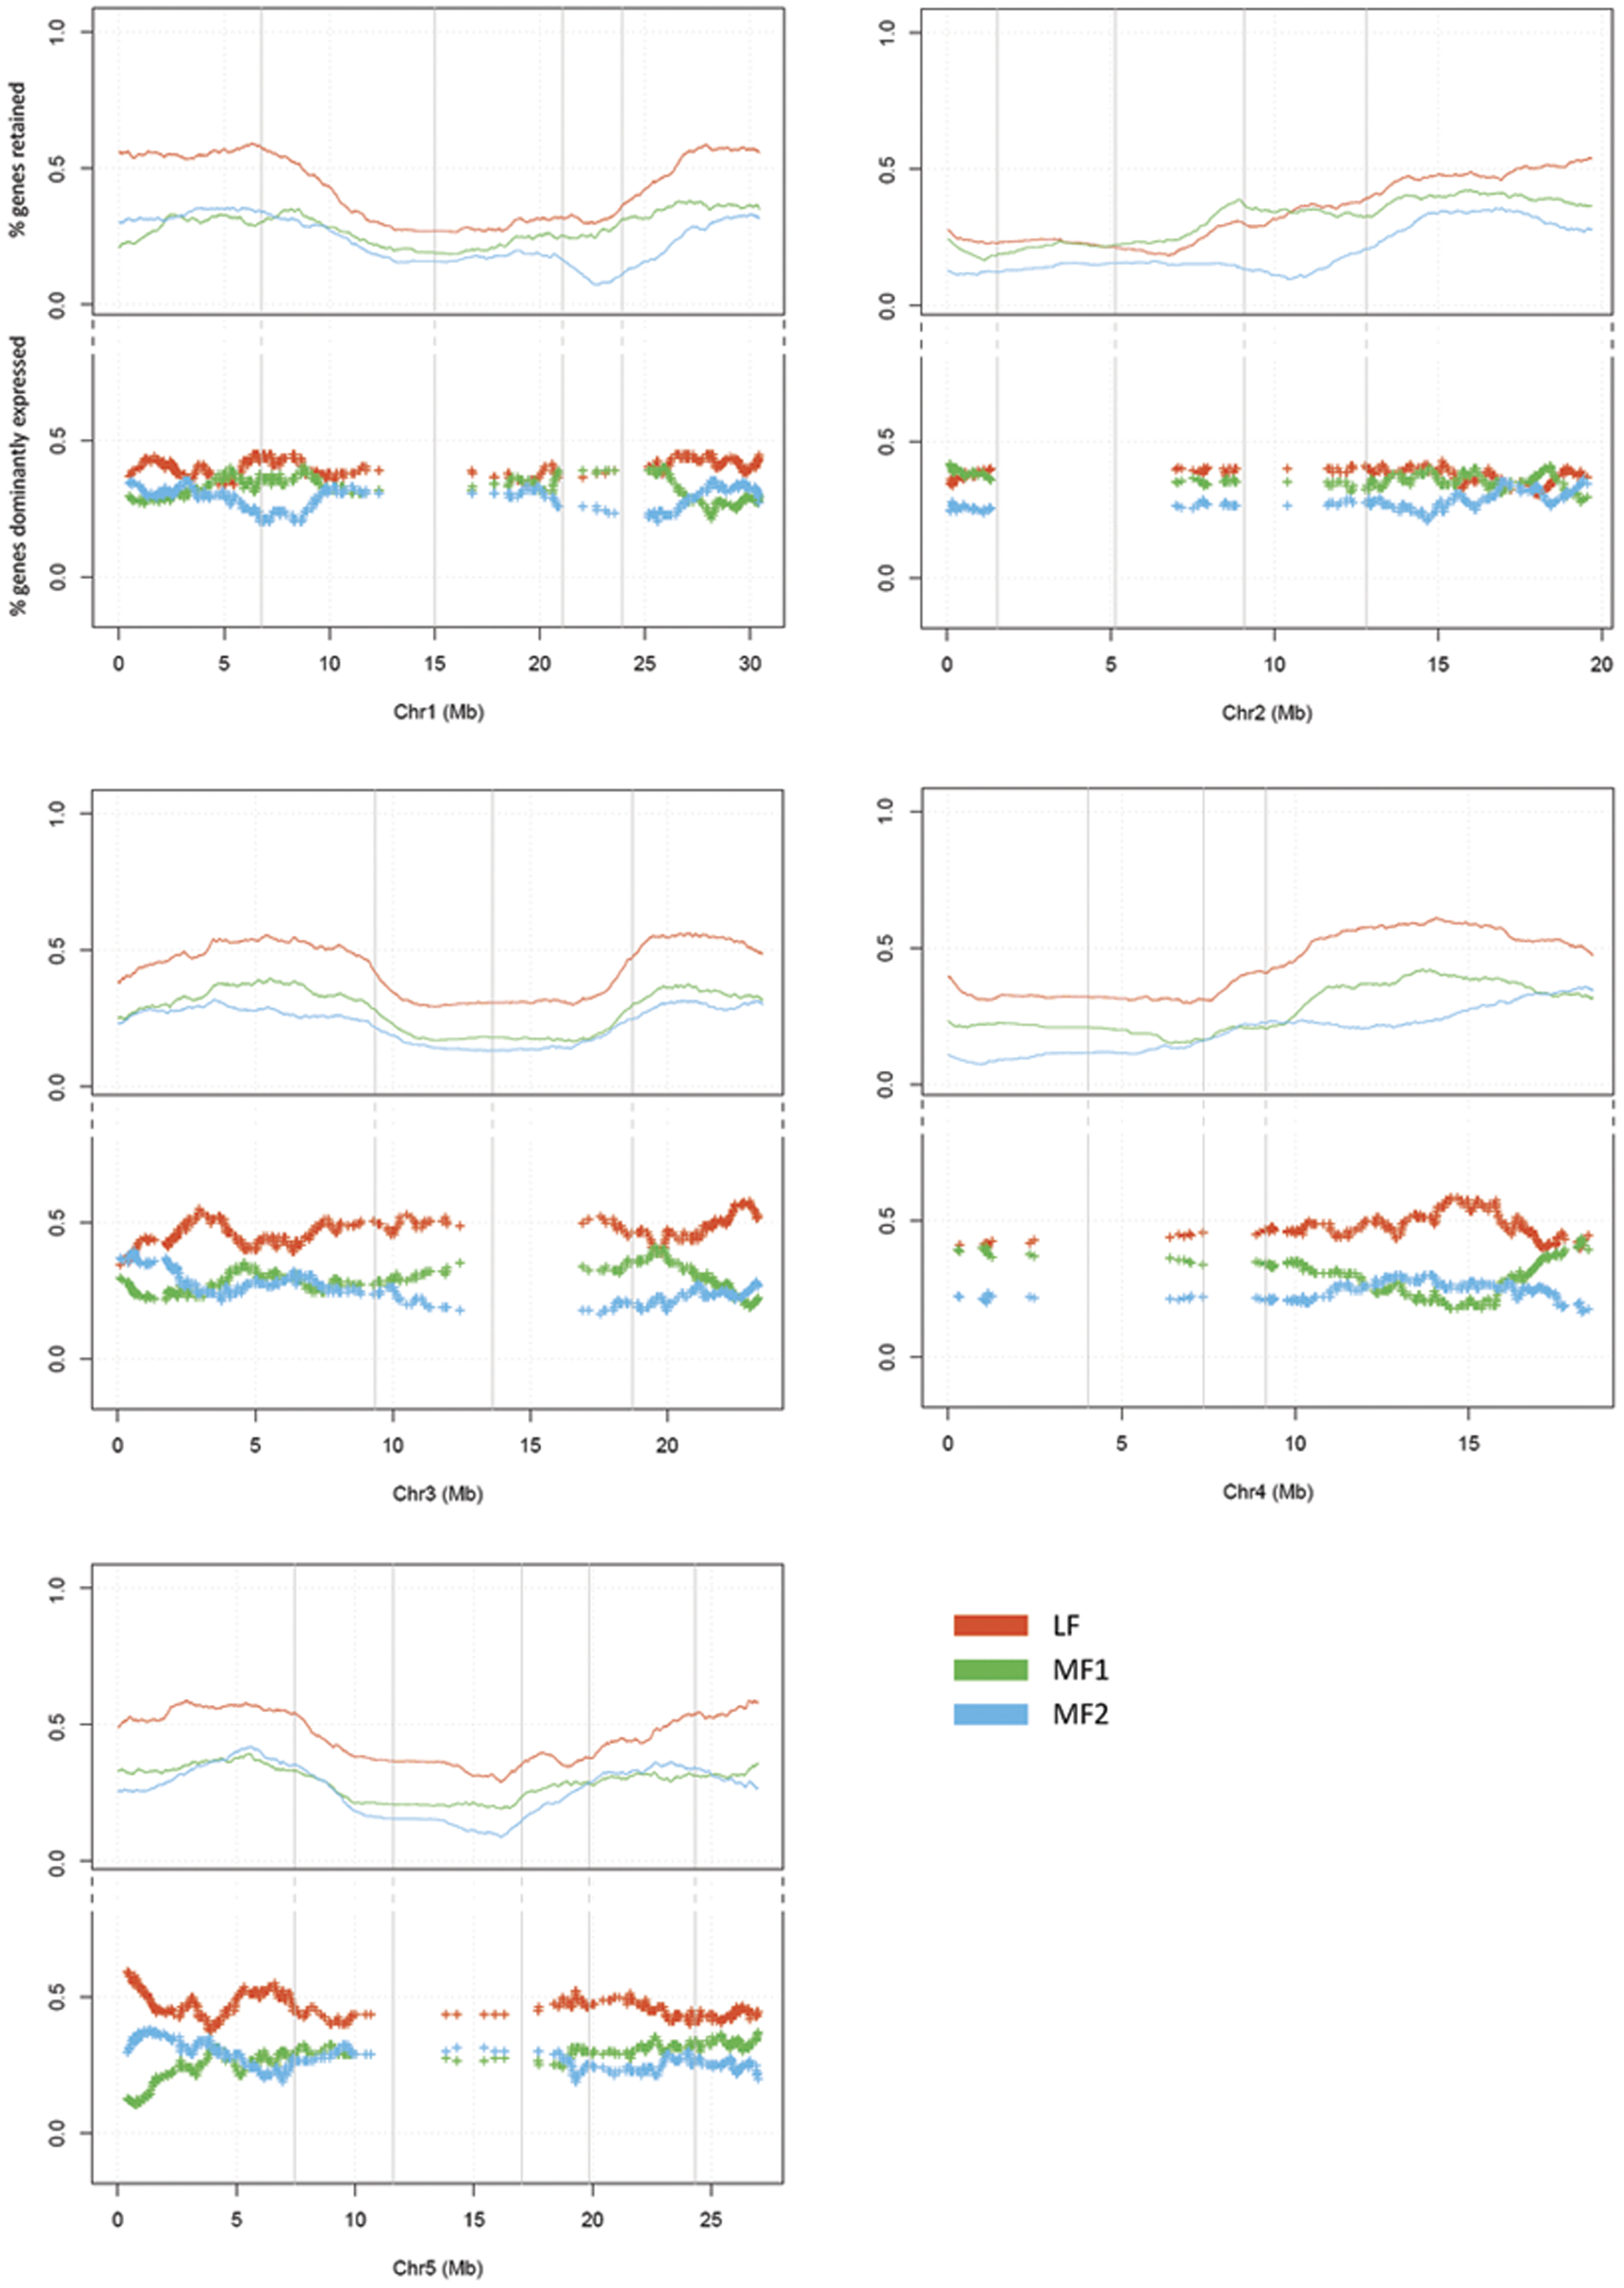 % genes retained
1.0
0.5
0.0
% genes dominantly expressed
0.5
0.0
0 5 10 15 20 25 30
Chr1 (Mb)
1.0
0.5
0.0
0.5
0.0
0 5 10 15 20
Chr2 (Mb)
1.0
0.5
0.0
0.5
0.0
0 5 10 15 20
Chr3 (Mb)
1.0
0.5
0.0
0.5
0.0
0 5 10 15
Chr4 (Mb)
1.0
0.5
0.0
0.5
0.0
0 5 10 15 20 25
Chr5 (Mb)
LF
MF1
MF2